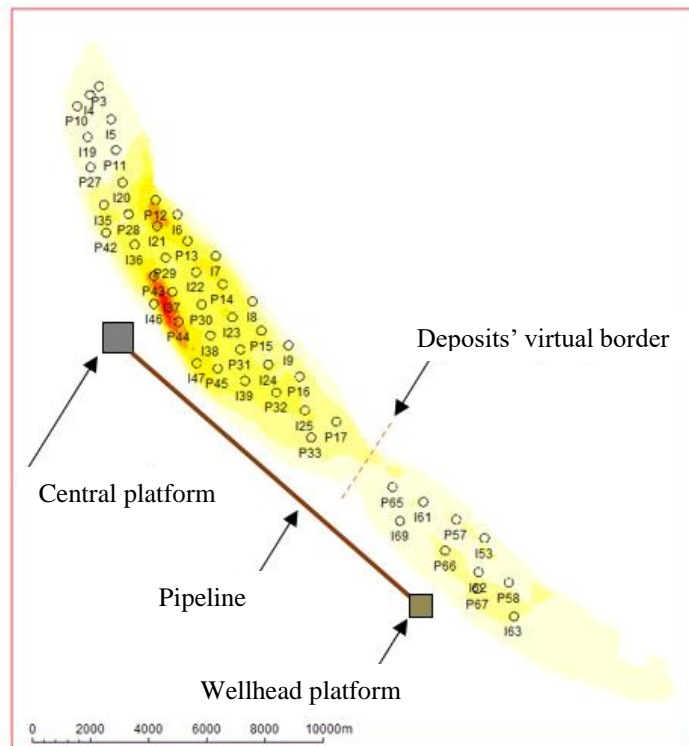 P3
I4
P10
I5
I19
P11
P27
I20
I35
P28
P12
I6
P42
I21
I36
P13
P29
I7
P43
I22
I37
P14
I46
P30
I8
P44
I23
I38
P15
I9
P31
I47
P45
I24
I39
P16
P32
I25
P17
P33
Deposits’ virtual border
Central platform
P65
I61
I69
P57
I53
P66
I62
P67
P58
I63
Pipeline
Wellhead platform
0 2000 4000 6000 8000 10000m